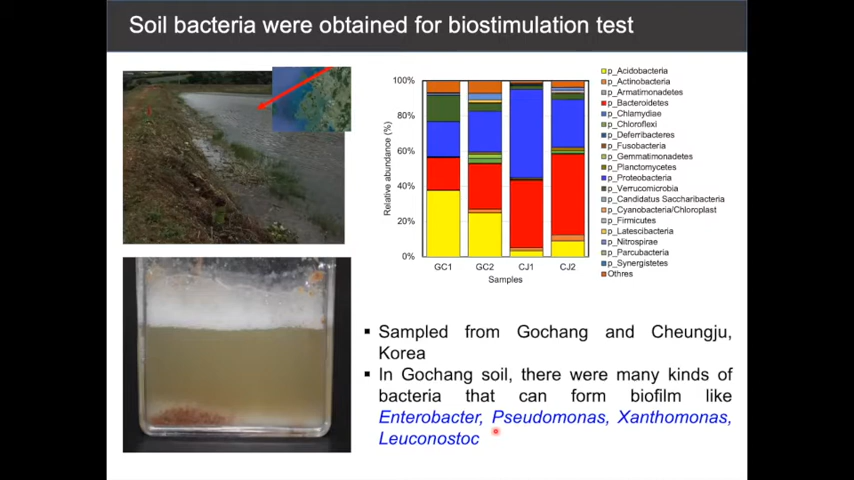 Soil bacteria were obtained for biostimulation test
100%
80%
60%
40%
20%
0%
Relative abundance (%)
GC1 GC2 CJ1 CJ2
Samples
p_Acidobacteria
p_Actinobacteria
p_Armatimonadetes
p_Bacteroidetes
p_Chlamydiae
p_Chloroflexi
p_Deferribacteres
p_Fusobacteria
p_Gemmatimonadetes
p_Planctomycetes
p_Proteobacteria
p_Verrucomicrobia
p_Candidatus Saccharibacteria
p_Cyanobacteria/Chloroplast
p_Firmicutes
p_Latescibacteria
p_Nitrospirae
p_Parcubacteria
p_Synergistetes
Othres
▪ Sampled from Gochang and Cheungju,
Korea
▪ In Gochang soil, there were many kinds of
bacteria that can form biofilm like
Enterobacter, Pseudomonas, Xanthomonas,
Leuconostoc